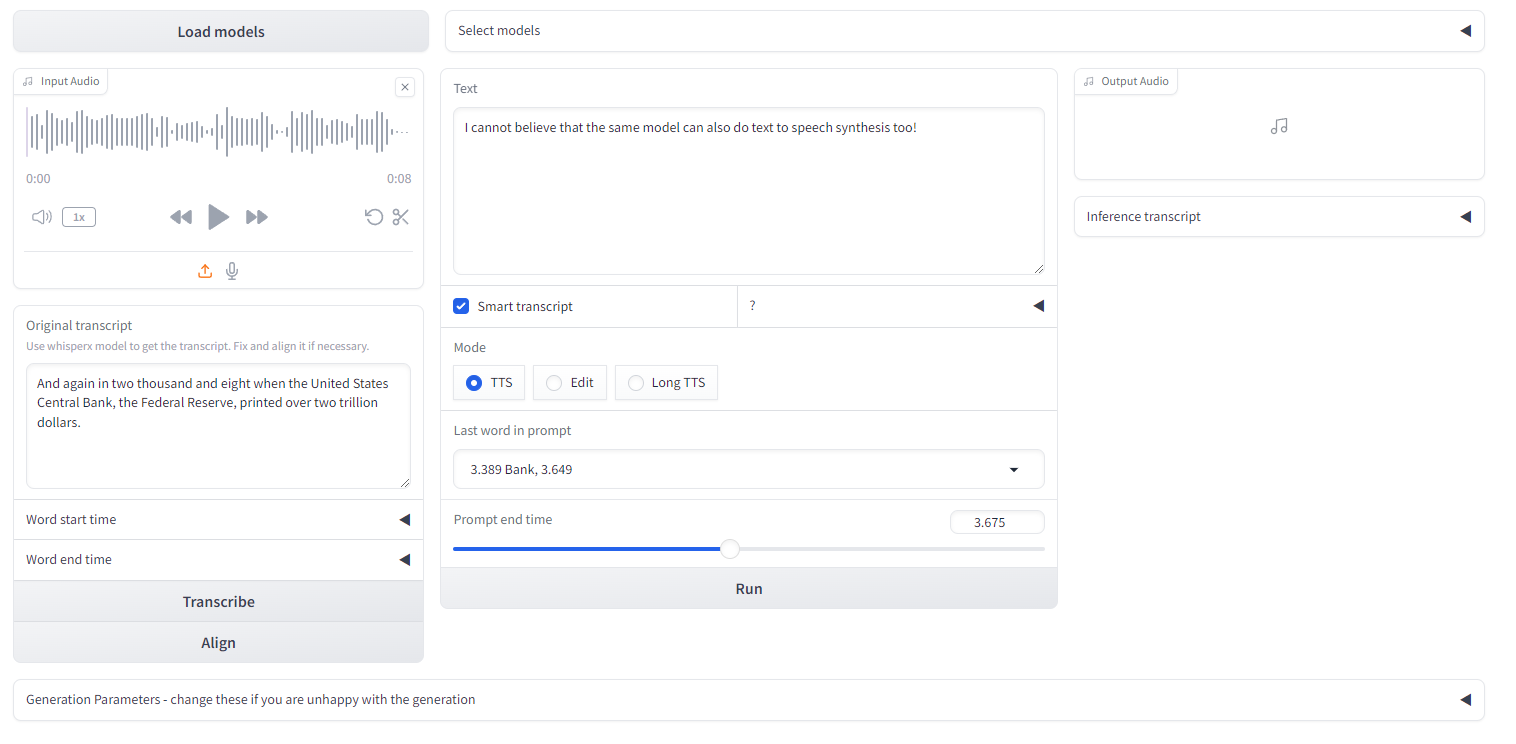 Load models
Select models
Input Audio
0:00
0:08
1x
Original transcript
Use whisperx model to get the transcript. Fix and align it if necessary.
And again in two thousand and eight when the United States
Central Bank, the Federal Reserve, printed over two trillion
dollars.
Word start time
Word end time
Transcribe
Align
Text
I cannot believe that the same model can also do text to speech synthesis too!
Smart transcript
?
Mode
TTS
Edit
Long TTS
Last word in prompt
3.389 Bank, 3.649
Prompt end time
3.675
Run
Output Audio
Inference transcript
Generation Parameters - change these if you are unhappy with the generation